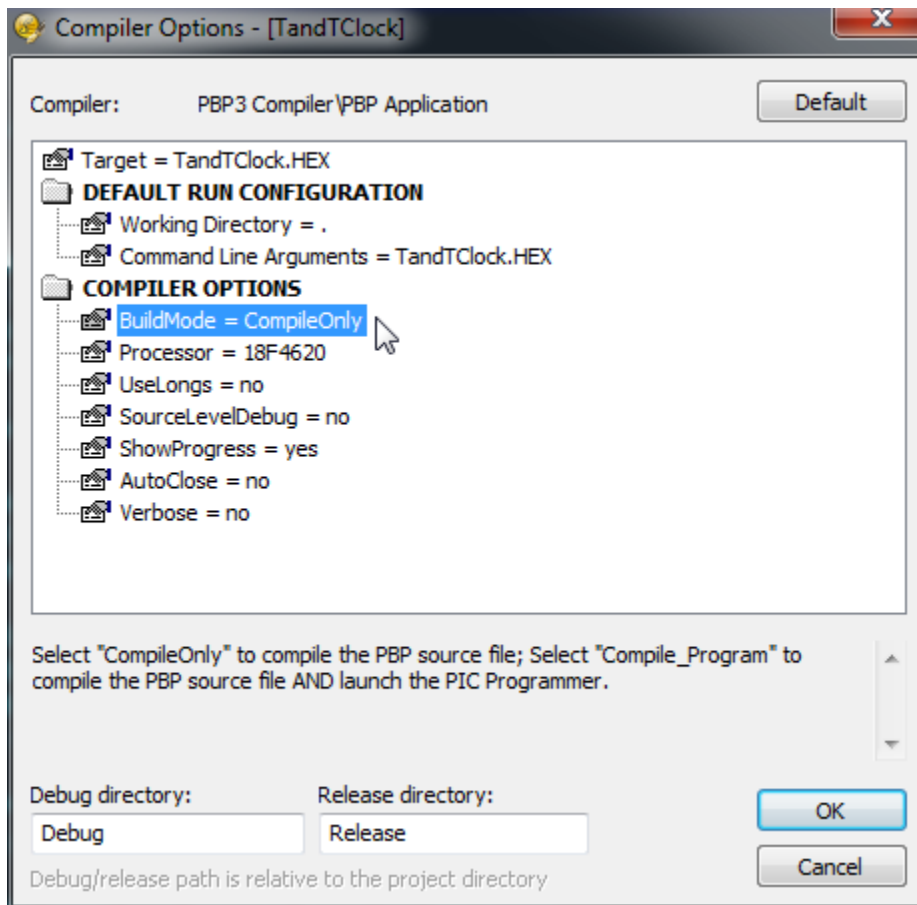 Compiler Options - [TandTClock]
Compiler: PBP3 Compiler\PBP Application
Default
Target = TandTClock.HEX
DEFAULT RUN CONFIGURATION
Working Directory = .
Command Line Arguments = TandTClock.HEX
COMPILER OPTIONS
BuildMode = CompileOnly
Processor = 18F4620
UseLongs = no
SourceLevelDebug = no
ShowProgress = yes
AutoClose = no
Verbose = no
Select "CompileOnly" to compile the PBP source file; Select "Compile_Program" to
compile the PBP source file AND launch the PIC Programmer.
Debug directory: Release directory:
Debug Release
OK
Debug/release path is relative to the project directory
Cancel